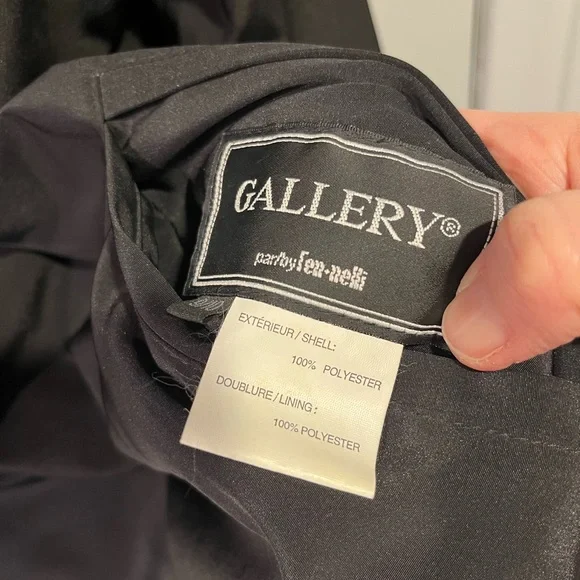 GALLERY®
par/by fen-nelli
EXTÉRIEUR / SHELL:
100% POLYESTER
DOUBLURE / LINING :
100% POLYESTER